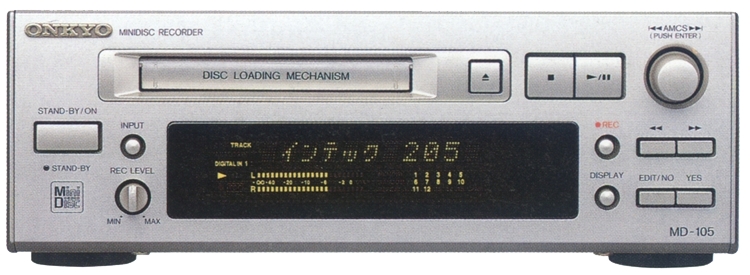 ONKYO MINIDISC RECORDER
|◀◀ AMCS ▶▶|
(PUSH ENTER)
DISC LOADING MECHANISM
STAND-BY/ON
INPUT
TRACK インテック 205
DIGITAL IN 1
L
-∞ -40 -20 -10 -6 -3 0
R
1 2 3 4 5
6 7 8 9 10
11 12
REC
STAND-BY
REC LEVEL
DISPLAY
EDIT/NO YES
Mini Disc
MIN MAX
MD-105